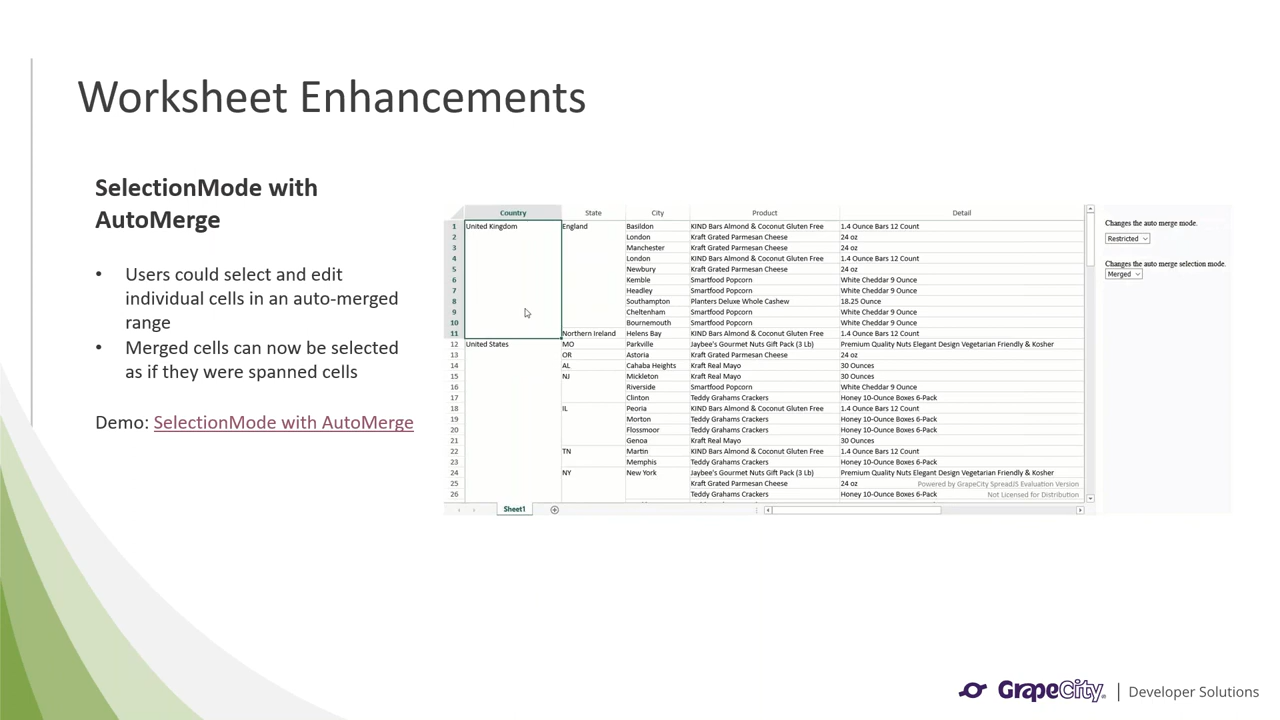 Worksheet Enhancements
SelectionMode with
AutoMerge
• Users could select and edit
individual cells in an auto-merged
range
• Merged cells can now be selected
as if they were spanned cells
Demo: SelectionMode with AutoMerge
Country State City Product Detail
1 United Kingdom England Basildon KIND Bars Almond & Coconut Gluten Free 1.4 Ounce Bars 12 Count
2 London Kraft Grated Parmesan Cheese 24 oz
3 Manchester Kraft Grated Parmesan Cheese 24 oz
4 London KIND Bars Almond & Coconut Gluten Free 1.4 Ounce Bars 12 Count
5 Newbury Kraft Grated Parmesan Cheese 24 oz
6 Kemble Smartfood Popcorn White Cheddar 9 Ounce
7 Headley Smartfood Popcorn White Cheddar 9 Ounce
8 Southampton Planters Deluxe Whole Cashew 18.25 Ounce
9 Cheltenham Smartfood Popcorn White Cheddar 9 Ounce
10 Bournemouth Smartfood Popcorn White Cheddar 9 Ounce
11 Northern Ireland Helens Bay KIND Bars Almond & Coconut Gluten Free 1.4 Ounce Bars 12 Count
12 United States MO Parkville Jaybee's Gourmet Nuts Gift Pack (3 Lb) Premium Quality Nuts Elegant Design Vegetarian Friendly & Kosher
13 OR Astoria Kraft Grated Parmesan Cheese 24 oz
14 AL Cahaba Heights Kraft Real Mayo 30 Ounces
15 NJ Mickleton Kraft Real Mayo 30 Ounces
16 Riverside Smartfood Popcorn White Cheddar 9 Ounce
17 Clinton Teddy Grahams Crackers Honey 10-Ounce Boxes 6-Pack
18 IL Peoria KIND Bars Almond & Coconut Gluten Free 1.4 Ounce Bars 12 Count
19 Morton Teddy Grahams Crackers Honey 10-Ounce Boxes 6-Pack
20 Flossmoor Teddy Grahams Crackers Honey 10-Ounce Boxes 6-Pack
21 Genoa Kraft Real Mayo 30 Ounces
22 TN Martin KIND Bars Almond & Coconut Gluten Free 1.4 Ounce Bars 12 Count
23 Memphis Teddy Grahams Crackers Honey 10-Ounce Boxes 6-Pack
24 NY New York Jaybee's Gourmet Nuts Gift Pack (3 Lb) Premium Quality Nuts Elegant Design Vegetarian Friendly & Kosher
25 Kraft Grated Parmesan Cheese 24 oz Powered by GrapeCity SpreadJS Evaluation Version
26 Teddy Grahams Crackers Honey 10-Ounce Boxes 6-Pack Not Licensed for Distribution
Sheet1
Changes the auto merge mode.
Restricted
Changes the auto merge selection mode.
Merged
GrapeCity | Developer Solutions